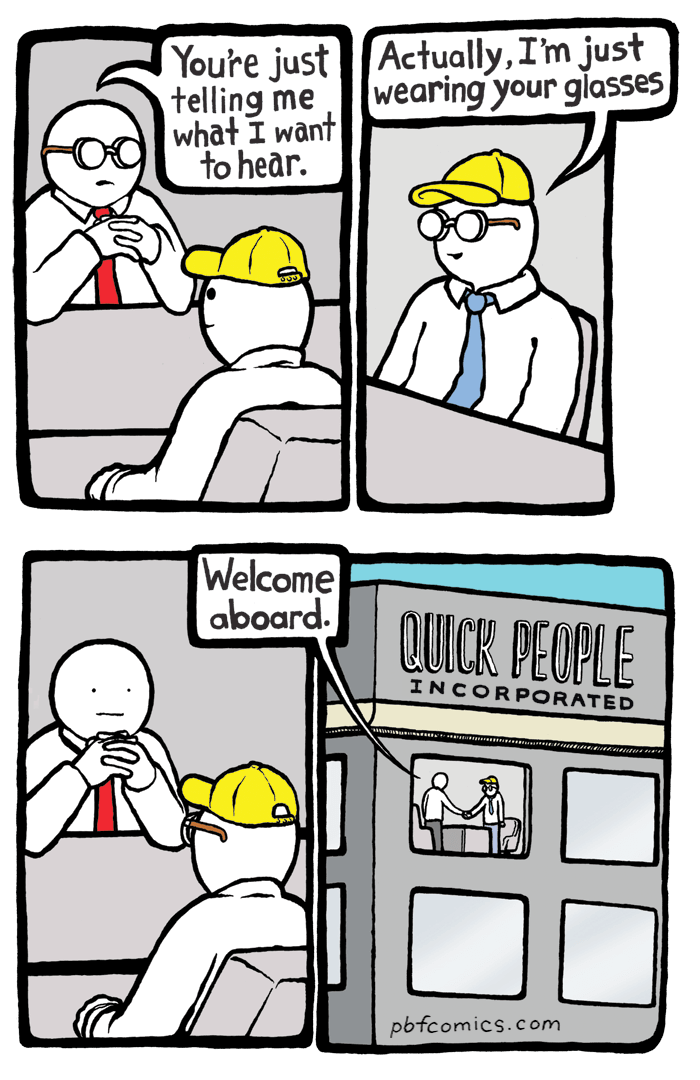 You're just
telling me
what I want
to hear.
Actually, I'm just
wearing your glasses
Welcome
aboard.
QUICK PEOPLE
INCORPORATED
pbfcomics.com